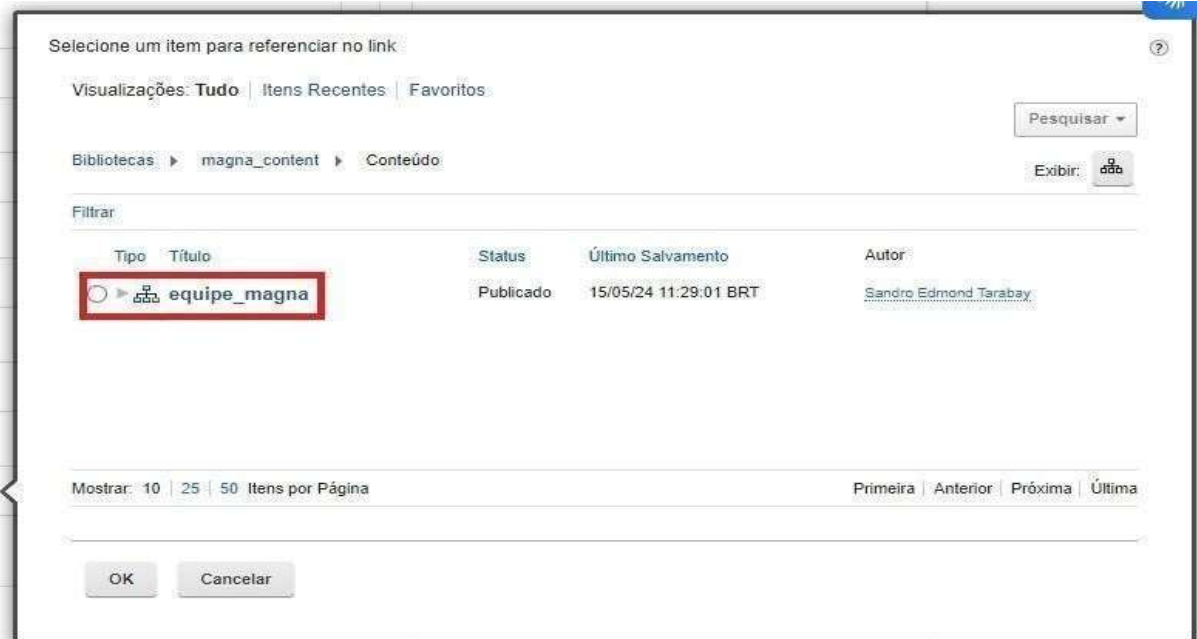 Selecione um item para referenciar no link
Visualizações: Tudo | Itens Recentes | Favoritos
Pesquisar
Bibliotecas magna_content Conteúdo
Exibir:
Filtrar
Tipo Título Status Último Salvamento Autor
equipe_magna Publicado 15/05/24 11:29:01 BRT Sandro Edmond Tarabay
Mostrar: 10 | 25 | 50 Itens por Página Primeira | Anterior | Próxima | Última
OK Cancelar